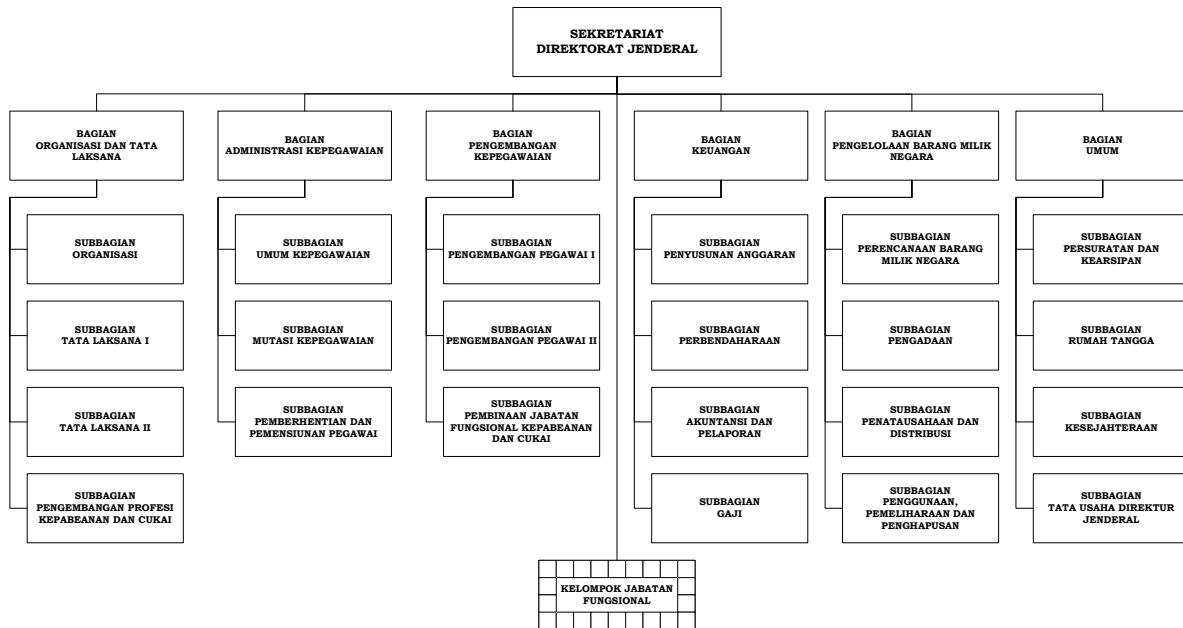 SEKRETARIAT
DIREKTORAT JENDERAL
BAGIAN
ORGANISASI DAN TATA
LAKSANA
BAGIAN
ADMINISTRASI KEPEGAWAIAN
BAGIAN
PENGEMBANGAN
KEPEGAWAIAN
BAGIAN
KEUANGAN
BAGIAN
PENGELOLAAN BARANG MILIK
NEGARA
BAGIAN
UMUM
SUBBAGIAN
ORGANISASI
SUBBAGIAN
UMUM KEPEGAWAIAN
SUBBAGIAN
PENGEMBANGAN PEGAWAI I
SUBBAGIAN
PENYUSUNAN ANGGARAN
SUBBAGIAN
PERENCANAAN BARANG
MILIK NEGARA
SUBBAGIAN
PERSURATAN DAN
KEARSIPAN
SUBBAGIAN
TATA LAKSANA I
SUBBAGIAN
MUTASI KEPEGAWAIAN
SUBBAGIAN
PENGEMBANGAN PEGAWAI II
SUBBAGIAN
PERBENDAHARAAN
SUBBAGIAN
PENGADAAN
SUBBAGIAN
RUMAH TANGGA
SUBBAGIAN
TATA LAKSANA II
SUBBAGIAN
PEMBERHENTIAN DAN
PEMENSIUNAN PEGAWAI
SUBBAGIAN
PEMBINAAN JABATAN
FUNGSIONAL KEPABEANAN
DAN CUKAI
SUBBAGIAN
AKUNTANSI DAN
PELAPORAN
SUBBAGIAN
PENATAUSAHAAN DAN
DISTRIBUSI
SUBBAGIAN
KESEJAHTERAAN
SUBBAGIAN
PENGEMBANGAN PROFESI
KEPABEANAN DAN CUKAI
SUBBAGIAN
GAJI
SUBBAGIAN
PENGGUNAAN,
PEMELIHARAAN DAN
PENGHAPUSAN
SUBBAGIAN
TATA USAHA DIREKTUR
JENDERAL
KELOMPOK JABATAN
FUNGSIONAL